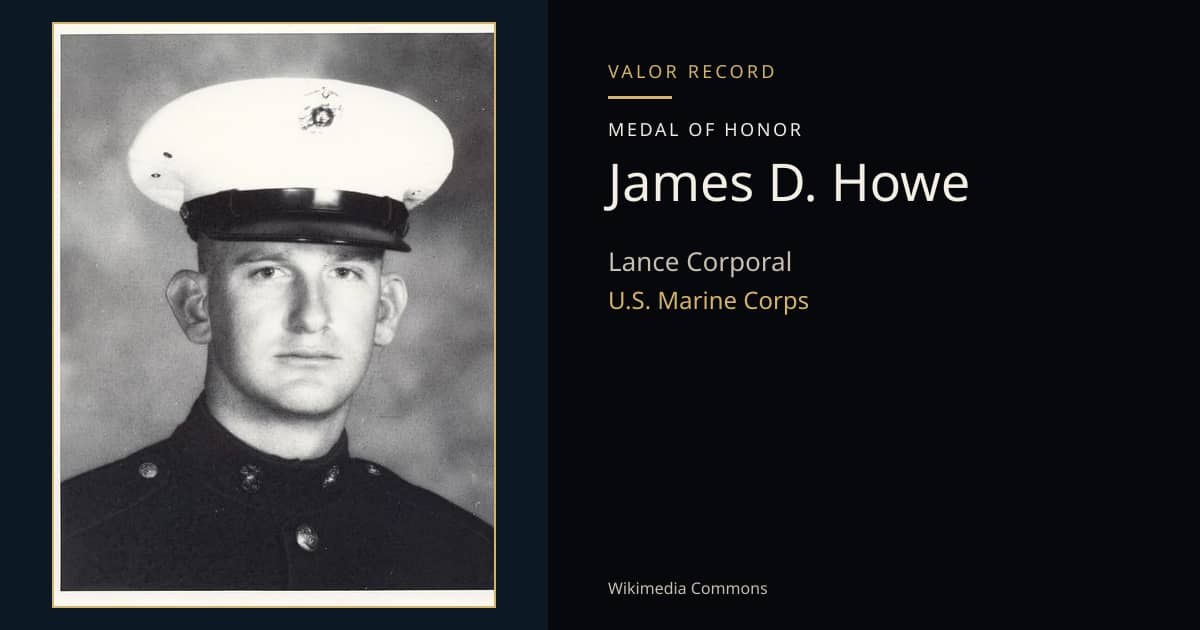 VALOR RECORD
MEDAL OF HONOR
James D. Howe
Lance Corporal
U.S. Marine Corps
Wikimedia Commons